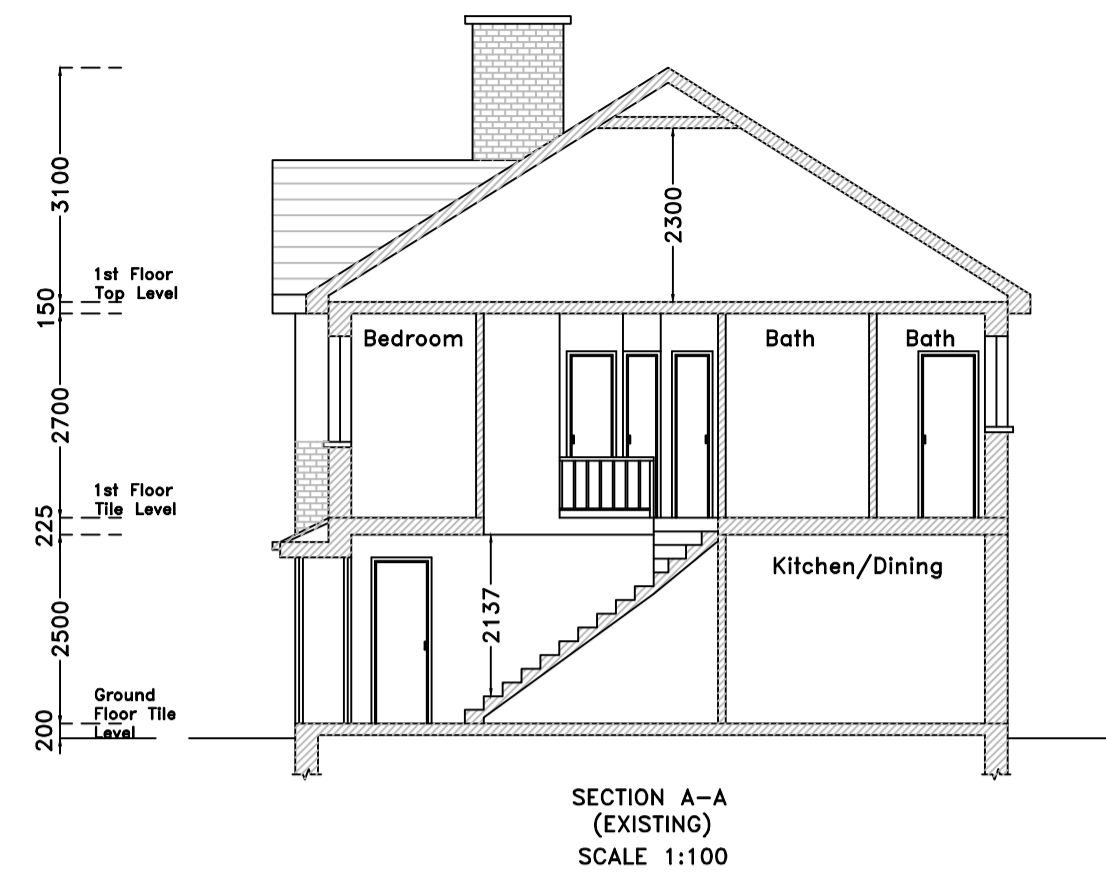 3100
1st Floor
Top Level
150
2300
Bedroom
Bath
Bath
2700
1st Floor
Tile Level
225
Kitchen/Dining
2137
2500
Ground
Floor Tile
Level
200
SECTION A-A
(EXISTING)
SCALE 1:100